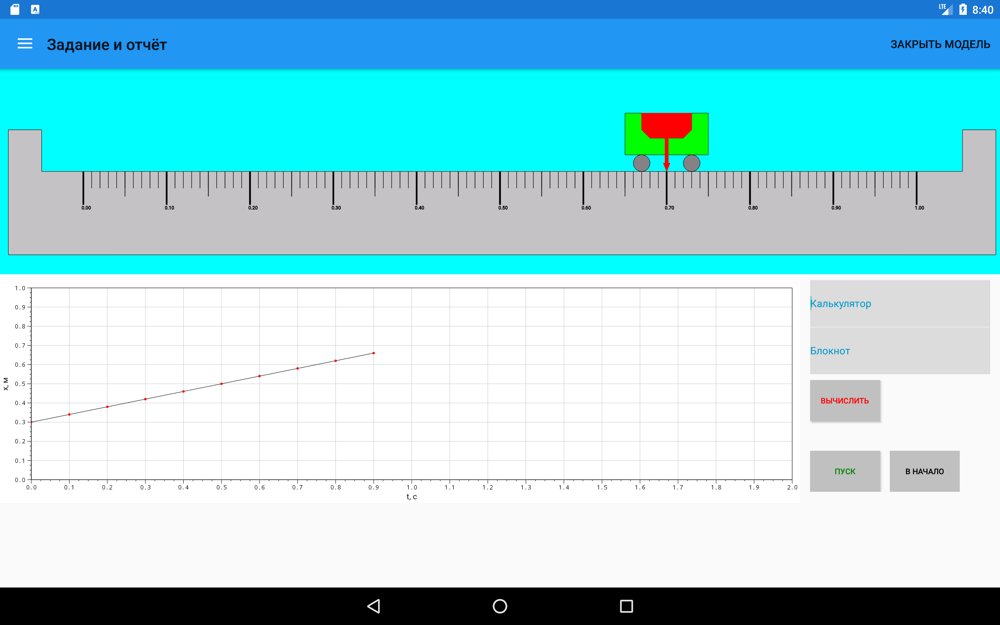 LTE 8:40
Задание и отчёт ЗАКРЫТЬ МОДЕЛЬ
0.00 0.10 0.20 0.30 0.40 0.50 0.60 0.70 0.80 0.90 1.00
1.0
0.9
0.8
0.7
0.6
0.5
0.4
0.3
0.2
0.1
0.0
x, м
0.0 0.1 0.2 0.3 0.4 0.5 0.6 0.7 0.8 0.9 1.0 1.1 1.2 1.3 1.4 1.5 1.6 1.7 1.8 1.9 2.0
t, с
Калькулятор
Блокнот
ВЫЧИСЛИТЬ
ПУСК В НАЧАЛО